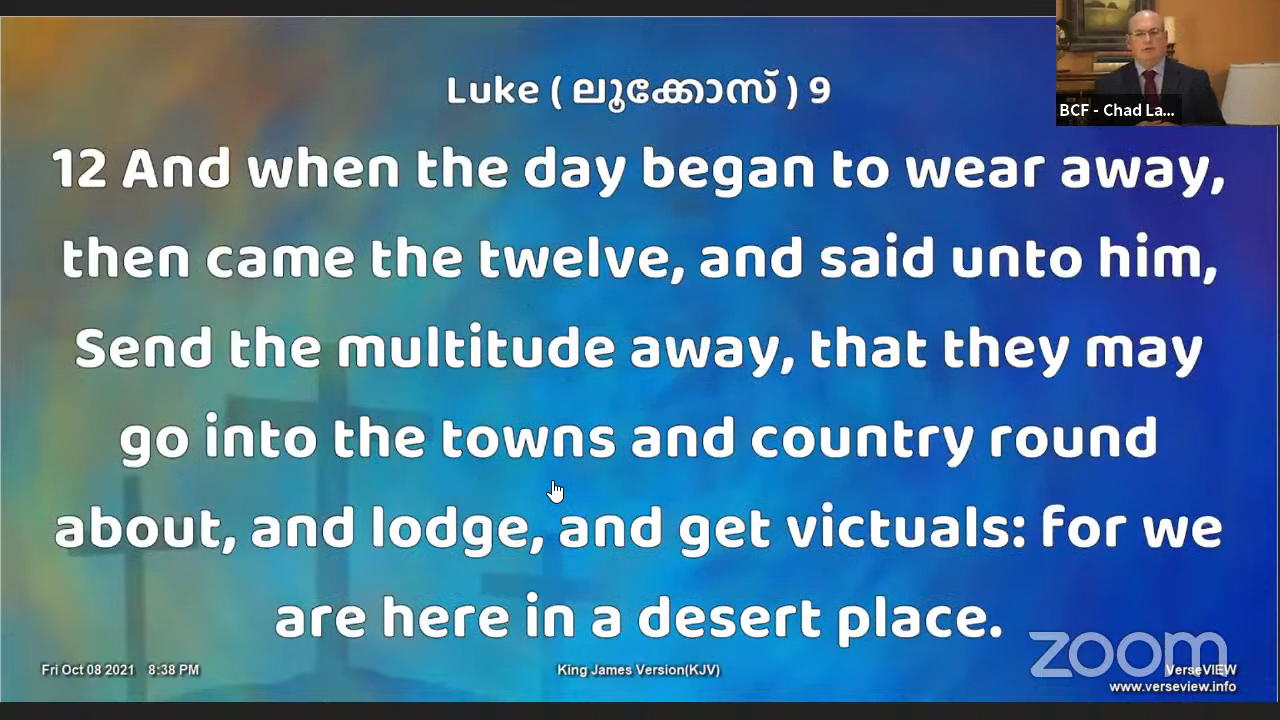 Luke ( ലൂക്കോസ് ) 9
BCF - Chad La...
12 And when the day began to wear away,
then came the twelve, and said unto him,
Send the multitude away, that they may
go into the towns and country round
about, and lodge, and get victuals: for we
are here in a desert place.
zoom
Fri Oct 08 2021 8:38 PM
King James Version(KJV)
VerseVIEW
www.verseview.info